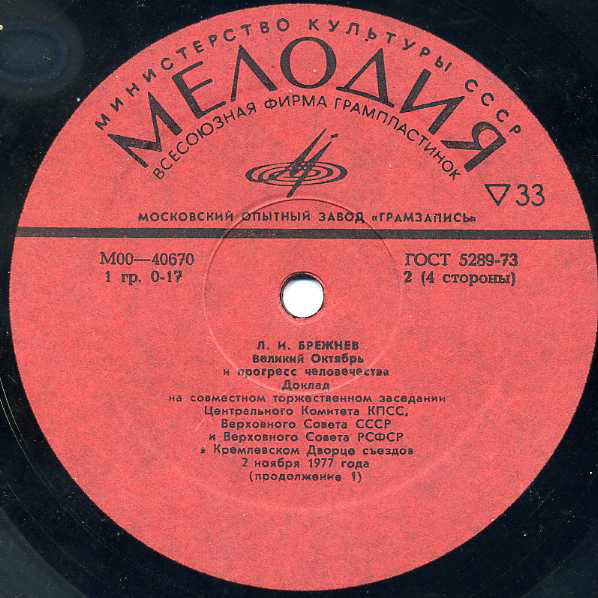 МИНИСТЕРСТВО КУЛЬТУРЫ СССР
МЕЛОДИЯ
ВСЕСОЮЗНАЯ ФИРМА ГРАМПЛАСТИНОК
▽ 33
МОСКОВСКИЙ ОПЫТНЫЙ ЗАВОД «ГРАМЗАПИСЬ»
М00—40670 ГОСТ 5289-73
1 гр. 0-17 2 (4 стороны)
Л. И. БРЕЖНЕВ
Великий Октябрь
и прогресс человечества
Доклад
на совместном торжественном заседании
Центрального Комитета КПСС,
Верховного Совета СССР
и Верховного Совета РСФСР
в Кремлевском Дворце съездов
2 ноября 1977 года
(продолжение 1)